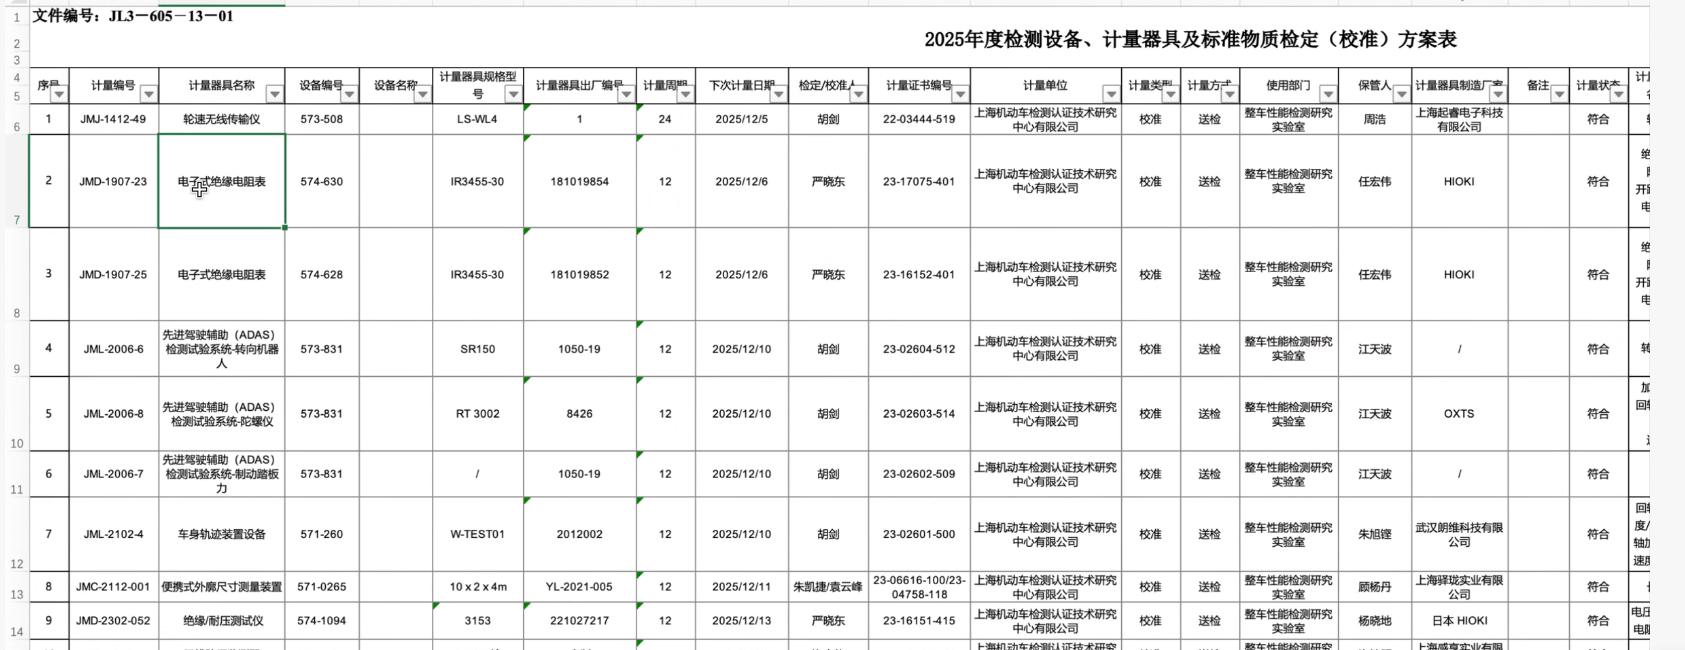 1 文件编号：JL3－605－13－01
2 2025年度检测设备、计量器具及标准物质检定（校准）方案表
3
4 序号 计量编号 计量器具名称 设备编号 设备名称 计量器具规格型号 计量器具出厂编号 计量周期 下次计量日期 检定/校准人 计量证书编号 计量单位 计量类型 计量方式 使用部门 保管人 计量器具制造厂家 备注 计量状态
5
6 1 JMJ-1412-49 轮速无线传输仪 573-508 LS-WL4 1 24 2025/12/5 胡剑 22-03444-519 上海机动车检测认证技术研究中心有限公司 校准 送检 整车性能检测研究实验室 周浩 上海起睿电子科技有限公司 符合
7 2 JMD-1907-23 电子式绝缘电阻表 574-630 IR3455-30 181019854 12 2025/12/6 严晓东 23-17075-401 上海机动车检测认证技术研究中心有限公司 校准 送检 整车性能检测研究实验室 任宏伟 HIOKI 符合
8 3 JMD-1907-25 电子式绝缘电阻表 574-628 IR3455-30 181019852 12 2025/12/6 严晓东 23-16152-401 上海机动车检测认证技术研究中心有限公司 校准 送检 整车性能检测研究实验室 任宏伟 HIOKI 符合
9 4 JML-2006-6 先进驾驶辅助（ADAS）检测试验系统-转向机器人 573-831 SR150 1050-19 12 2025/12/10 胡剑 23-02604-512 上海机动车检测认证技术研究中心有限公司 校准 送检 整车性能检测研究实验室 江天波 / 符合
10 5 JML-2006-8 先进驾驶辅助（ADAS）检测试验系统-陀螺仪 573-831 RT 3002 8426 12 2025/12/10 胡剑 23-02603-514 上海机动车检测认证技术研究中心有限公司 校准 送检 整车性能检测研究实验室 江天波 OXTS 符合
11 6 JML-2006-7 先进驾驶辅助（ADAS）检测试验系统-制动踏板力 573-831 / 1050-19 12 2025/12/10 胡剑 23-02602-509 上海机动车检测认证技术研究中心有限公司 校准 送检 整车性能检测研究实验室 江天波 / 符合
12 7 JML-2102-4 车身轨迹装置设备 571-260 W-TEST01 2012002 12 2025/12/10 胡剑 23-02601-500 上海机动车检测认证技术研究中心有限公司 校准 送检 整车性能检测研究实验室 朱旭铿 武汉朗维科技有限公司 符合
13 8 JMC-2112-001 便携式外廓尺寸测量装置 571-0265 10 x 2 x 4m YL-2021-005 12 2025/12/11 朱凯捷/袁云峰 23-06616-100/23-04758-118 上海机动车检测认证技术研究中心有限公司 校准 送检 整车性能检测研究实验室 顾杨丹 上海驿珑实业有限公司 符合
14 9 JMD-2302-052 绝缘/耐压测试仪 574-1094 3153 221027217 12 2025/12/13 严晓东 23-16151-415 上海机动车检测认证技术研究中心有限公司 校准 送检 整车性能检测研究实验室 杨晓地 日本 HIOKI 符合